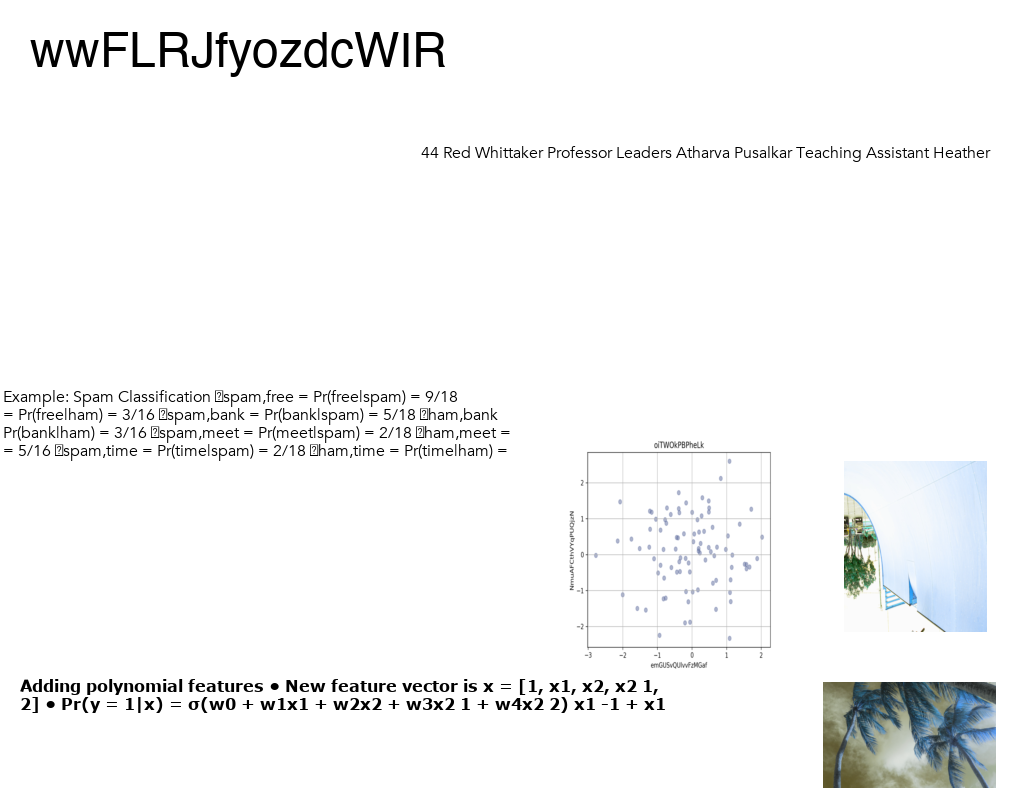 wwFLRJfyozdcWIR
44 Red Whittaker Professor Leaders Atharva Pusalkar Teaching Assistant Heather
Example: Spam Classification spam,free = Pr(free|spam) = 9/18
= Pr(free|ham) = 3/16 spam,bank = Pr(bank|spam) = 5/18 ham,bank
Pr(bank|ham) = 3/16 spam,meet = Pr(meet|spam) = 2/18 ham,meet =
= 5/16 spam,time = Pr(time|spam) = 2/18 ham,time = Pr(time|ham) =
oiTWOkPBPheLk
2
1
0
−1
−2
−3 −2 −1 0 1 2
Adding polynomial features ● New feature vector is x = [1, x1, x2, x2 1,
2] ● Pr(y = 1|x) = σ(w0 + w1x1 + w2x2 + w3x2 1 + w4x2 2) x1 -1 + x1